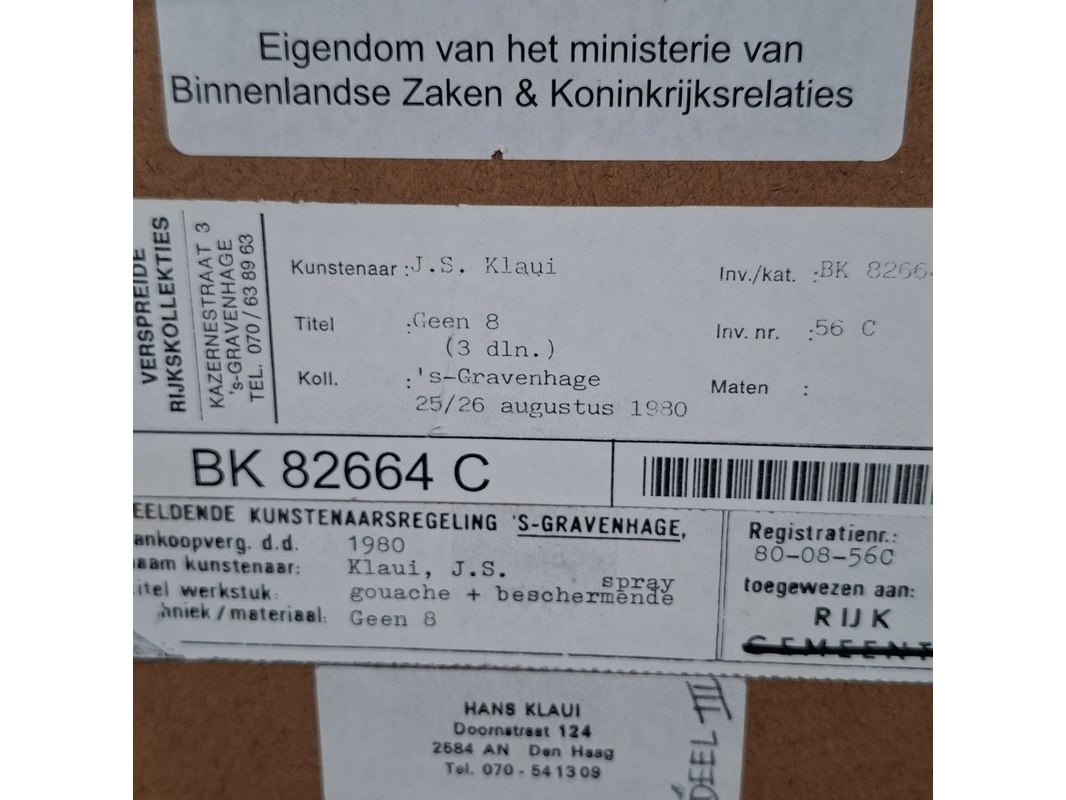 Eigendom van het ministerie van
Binnenlandse Zaken & Koninkrijksrelaties
VERSPREIDE
RIJKSKOLLEKTIES
KAZERNESTRAAT 3
's-GRAVENHAGE
TEL. 070/63 89 63
Kunstenaar : J.S. Klaui
Inv./kat. : BK 8266
Titel : Geen 8
(3 dln.)
Inv. nr. : 56 C
Koll. : 's-Gravenhage
25/26 augustus 1980
Maten :
BK 82664 C
EELDENDE KUNSTENAARSREGELING 'S-GRAVENHAGE,
ankoopverg. d.d. 1980
aam kunstenaar: Klaui, J.S.
itel werkstuk: gouache + beschermende spray
hniek / materiaal: Geen 8
Registratienr.:
80-08-56C
toegewezen aan:
RIJK
GEMEENT
HANS KLAUI
Doornstraat 124
2584 AN Den Haag
Tel. 070 - 541309
DEEL III